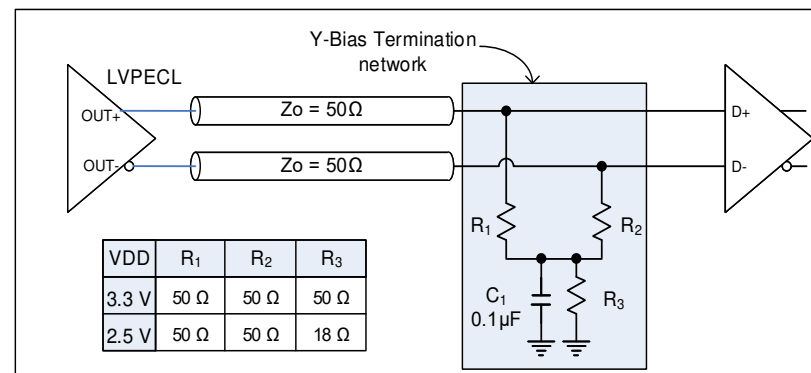 Y-Bias Termination
network
LVPECL
OUT+
OUT-
Zo = 50Ω
Zo = 50Ω
D+
D-
R1
R2
C1
0.1µF
R3
VDD R1 R2 R3
3.3 V 50 Ω 50 Ω 50 Ω
2.5 V 50 Ω 50 Ω 18 Ω